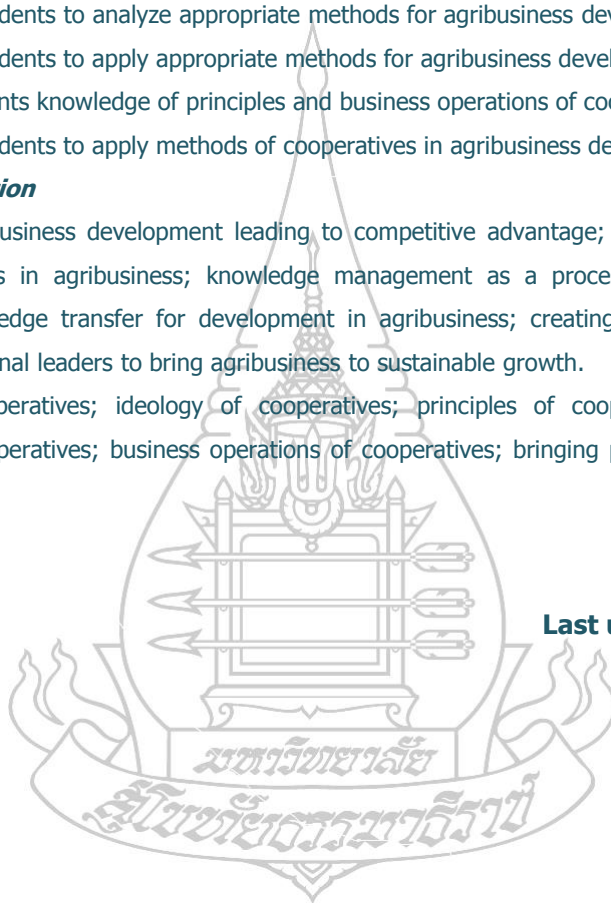 dents to analyze appropriate methods for agribusiness dev
dents to apply appropriate methods for agribusiness devel
nts knowledge of principles and business operations of coo
dents to apply methods of cooperatives in agribusiness de
tion
usiness development leading to competitive advantage;
s in agribusiness; knowledge management as a proce
edge transfer for development in agribusiness; creating
nal leaders to bring agribusiness to sustainable growth.
peratives; ideology of cooperatives; principles of coop
peratives; business operations of cooperatives; bringing p
Last u
มหาวิทยาลัย
สุโขทัยธรรมาธิราช